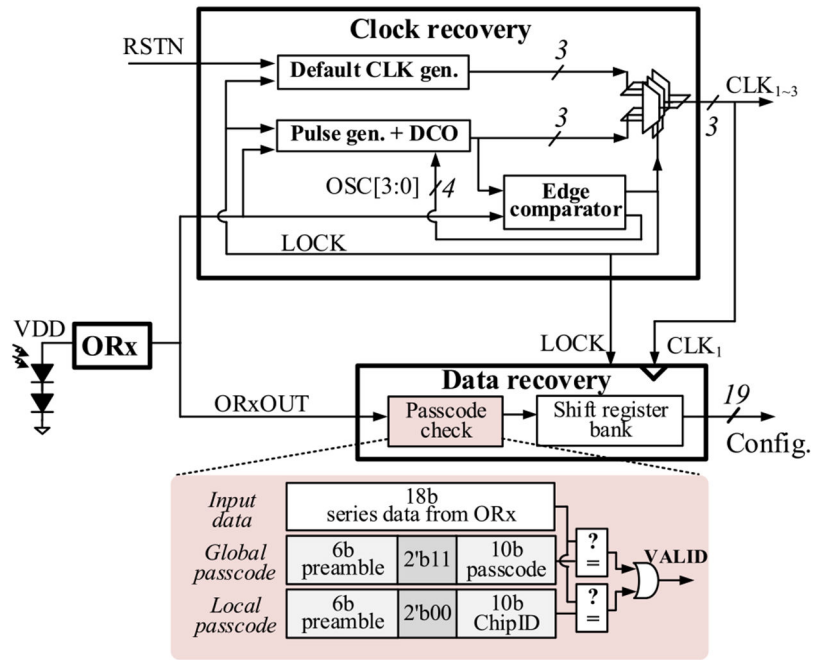 Clock recovery
RSTN
Default CLK gen.
3
CLK1~3
3
Pulse gen. + DCO
3
OSC[3:0]
4
Edge
comparator
LOCK
VDD
ORx
LOCK
CLK1
Data recovery
ORxOUT
Passcode
check
Shift register
bank
19
Config.
Input
data
18b
series data from ORx
Global
passcode
6b
preamble
2'b11
10b
passcode
?
=
VALID
Local
passcode
6b
preamble
2'b00
10b
ChipID
?
=